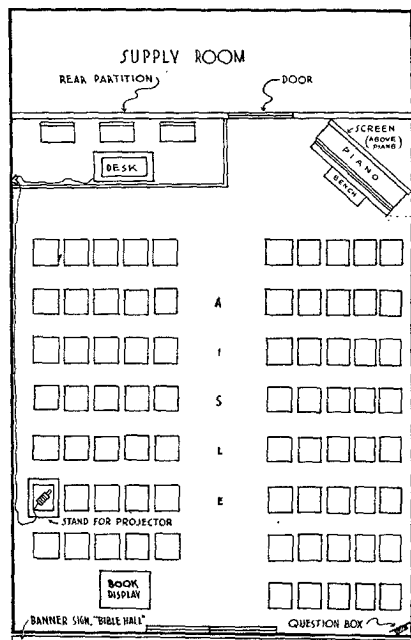 SUPPLY ROOM
REAR PARTITION
DOOR
SCREEN
(ABOVE
PIANO)
PIANO
BENCH
DESK
A
I
S
L
E
STAND FOR PROJECTOR
BOOK
DISPLAY
BANNER SIGN, "BIBLE HALL"
QUESTION BOX